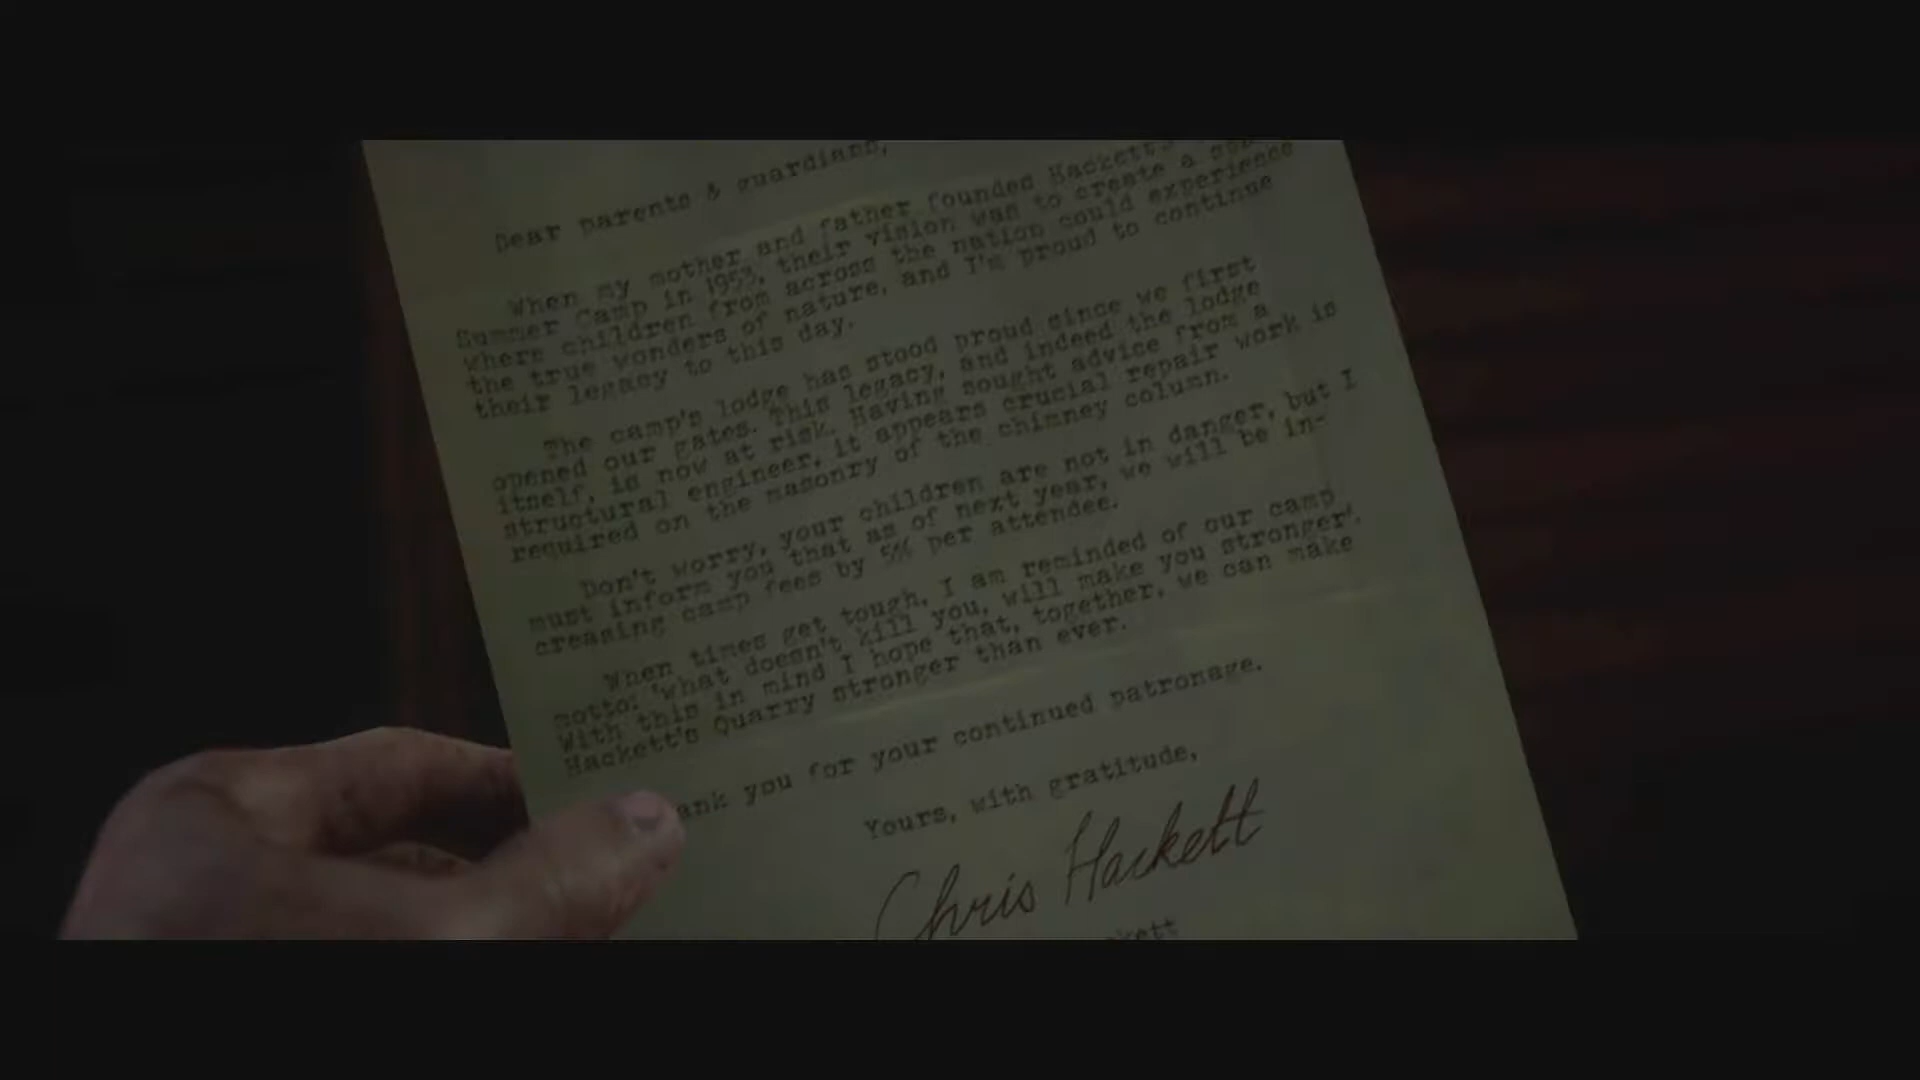 Dear parents & guardians,
When my mother and father founded Hackett's
Summer Camp in 1953, their vision was to create a
where children from across the nation could experience
the true wonders of nature, and I'm proud to continue
their legacy to this day.
The camp's lodge has stood proud since we first
opened our gates. This legacy, and indeed the lodge
itself, is now at risk. Having sought advice from a
structural engineer, it appears crucial repair work is
required on the masonry of the chimney column.
Don't worry, your children are not in danger, but I
must inform you that as of next year, we will be in-
creasing camp fees by 5% per attendee.
When times get tough, I am reminded of our camp
motto: 'what doesn't kill you, will make you stronger'.
With this in mind I hope that, together, we can make
Hackett's Quarry stronger than ever.
ank you for your continued patronage.
Yours, with gratitude,
Chris Hackett
kett